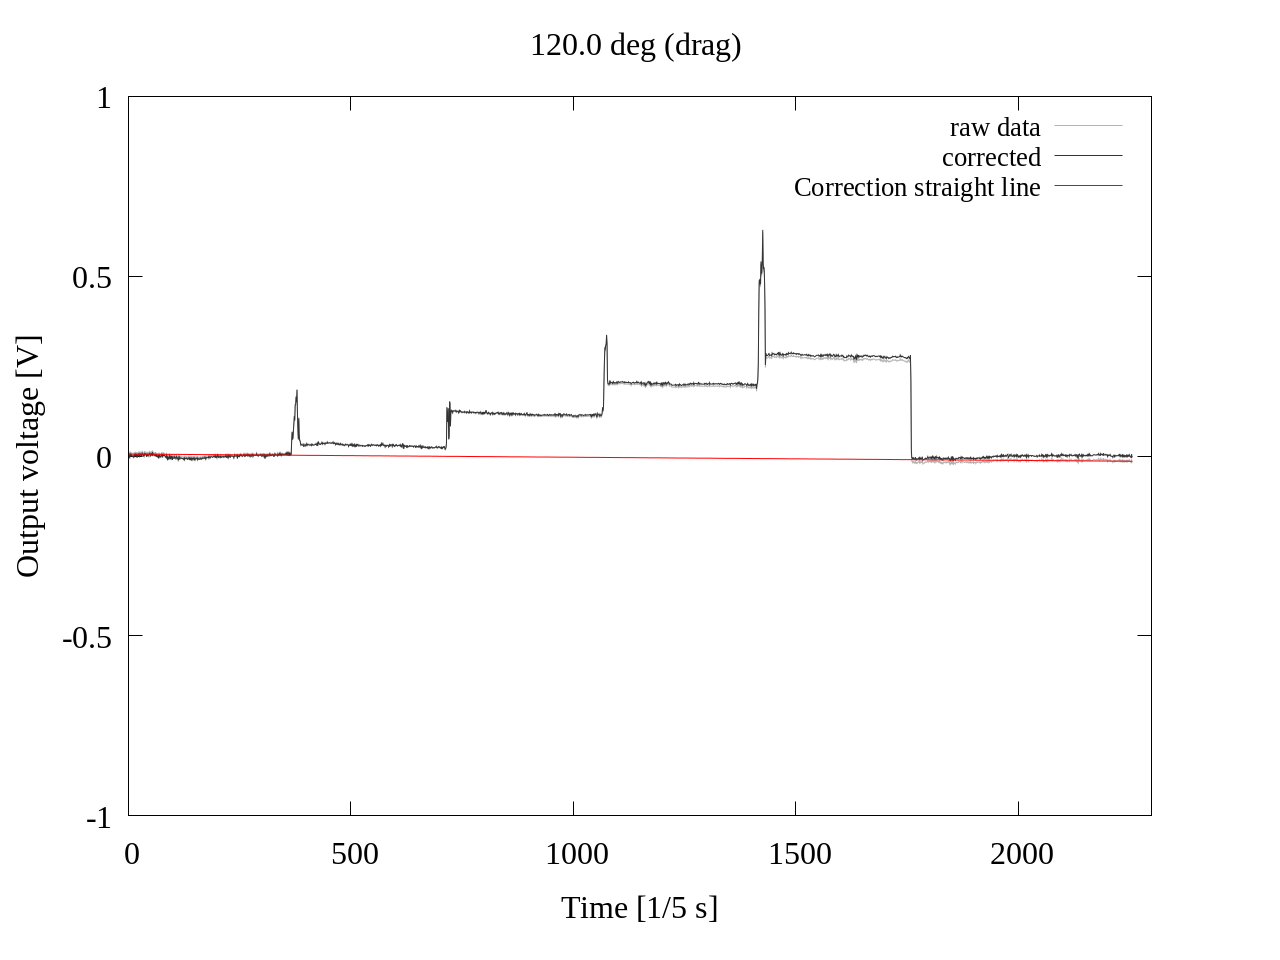 120.0 deg (drag)
1
raw data
corrected
Correction straight line
0.5
0
-0.5
-1
Output voltage [V]
0 500 1000 1500 2000
Time [1/5 s]